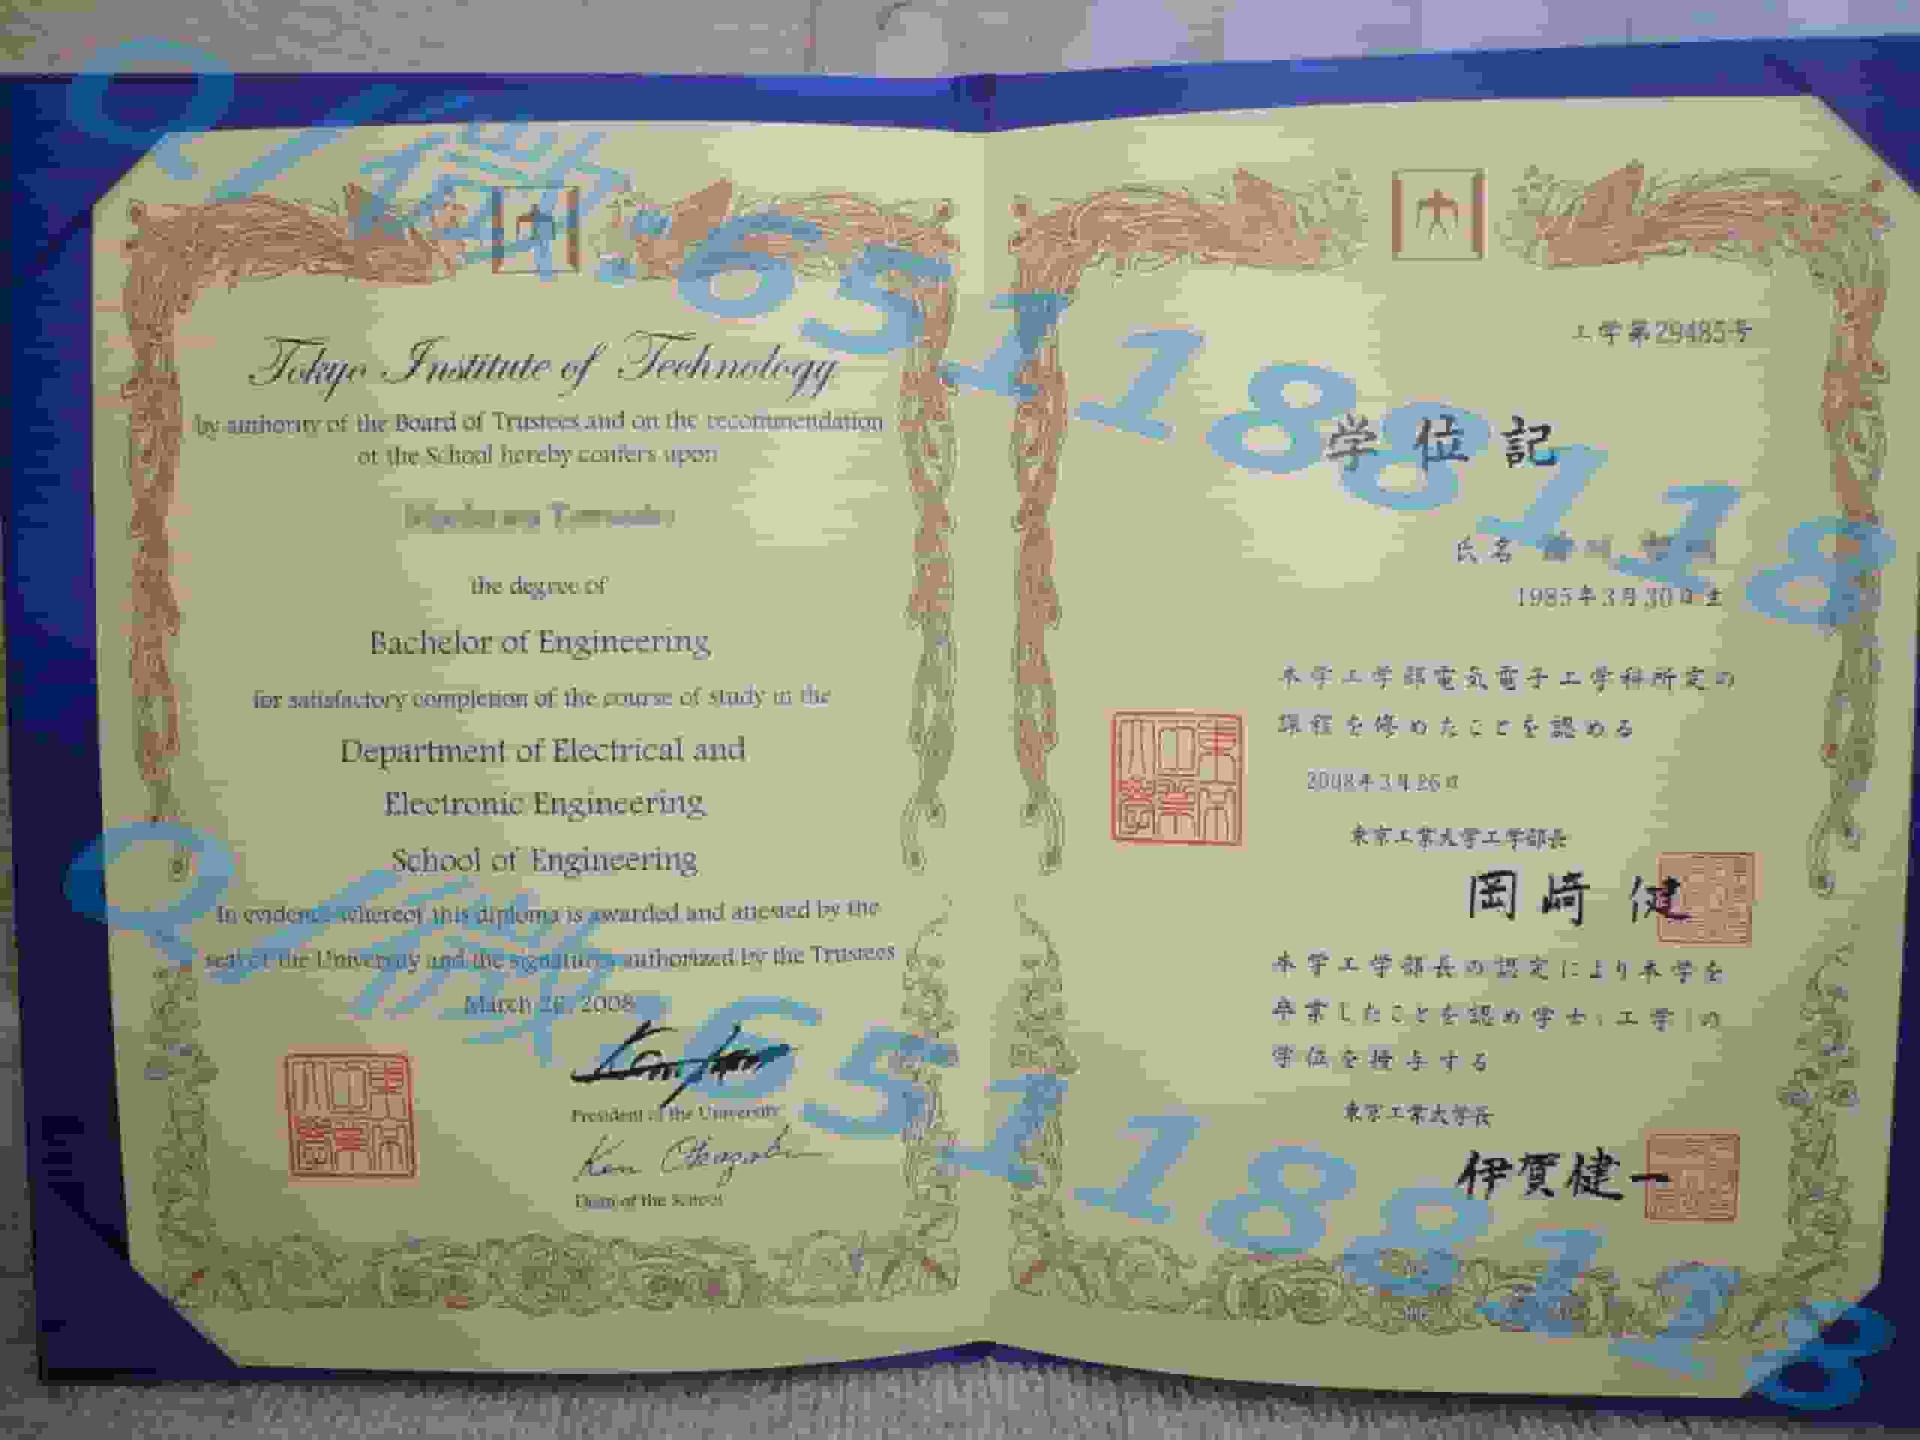 Tokyo Institute of Technology
by authority of the Board of Trustees and on the recommendation
of the School hereby confers upon
the degree of
Bachelor of Engineering
for satisfactory completion of the course of study in the
Department of Electrical and
Electronic Engineering
School of Engineering
In evidence whereof this diploma is awarded and attested by the
seal of the University and the signatures authorized by the Trustees
March 26, 2008
President of the University
Ken Okazaki
Dean of the School
工学第29485号
学位記
氏名
1985年3月30日生
本学工学部電気電子工学科所定の
課程を修めたことを認める
2008年3月26日
東京工業大学工学部長
岡崎 健
本学工学部長の認定により本学を
卒業したことを認め学士(工学)の
学位を授与する
東京工業大学長
伊賀健一
Q/微:651188118
Q/微:651188118